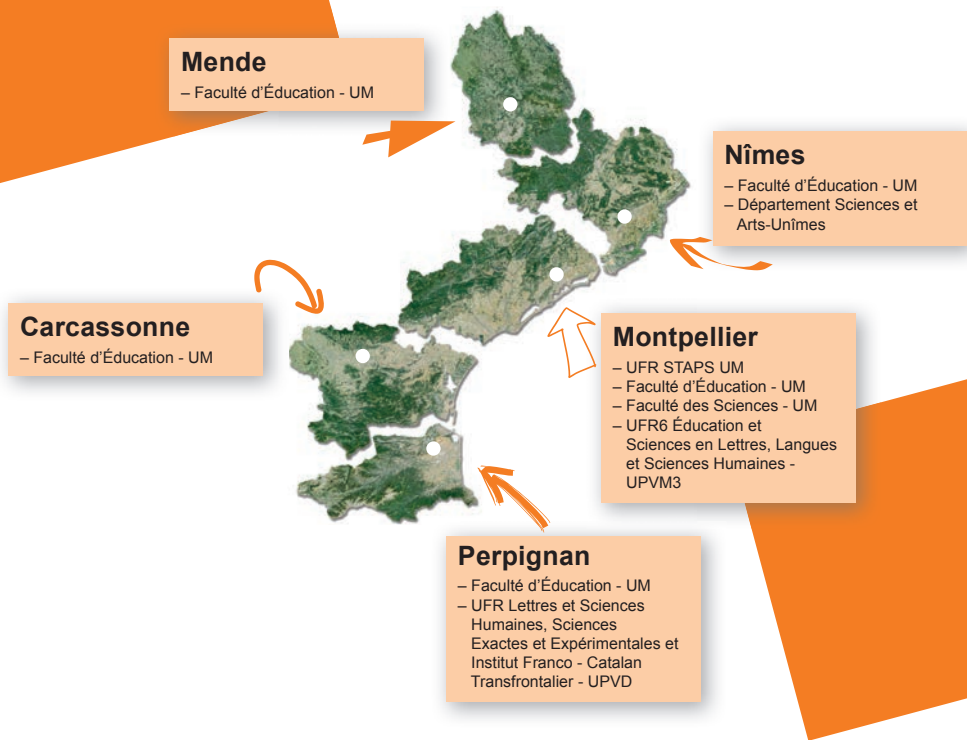 Mende
– Faculté d'Éducation - UM
Nîmes
– Faculté d'Éducation - UM
– Département Sciences et
Arts-Unîmes
Carcassonne
– Faculté d'Éducation - UM
Montpellier
– UFR STAPS UM
– Faculté d'Éducation - UM
– Faculté des Sciences - UM
– UFR6 Éducation et
Sciences en Lettres, Langues
et Sciences Humaines -
UPVM3
Perpignan
– Faculté d'Éducation - UM
– UFR Lettres et Sciences
Humaines, Sciences
Exactes et Expérimentales et
Institut Franco - Catalan
Transfrontalier - UPVD